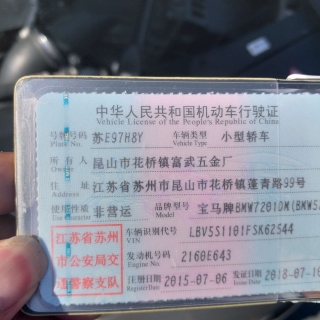 中华人民共和国机动车行驶证
Vehicle License of the People's Republic of China
号牌号码 苏E97H8Y 车辆类型 小型轿车
Plate No. Vehicle Type
所有人 昆山市花桥镇富武五金厂
Owner
住址 江苏省苏州市昆山市花桥镇蓬青路99号
Address
使用性质 非营运 品牌型号 宝马牌BMW7201DM(BMW5
Use Character Model
江苏省苏州市公安局交通警察支队
车辆识别代号 LBV5S1101FSK62544
VIN
发动机号码 2160E643
Engine No.
注册日期 2015-07-06 发证日期 2018-07-1
Register Date Issue Date